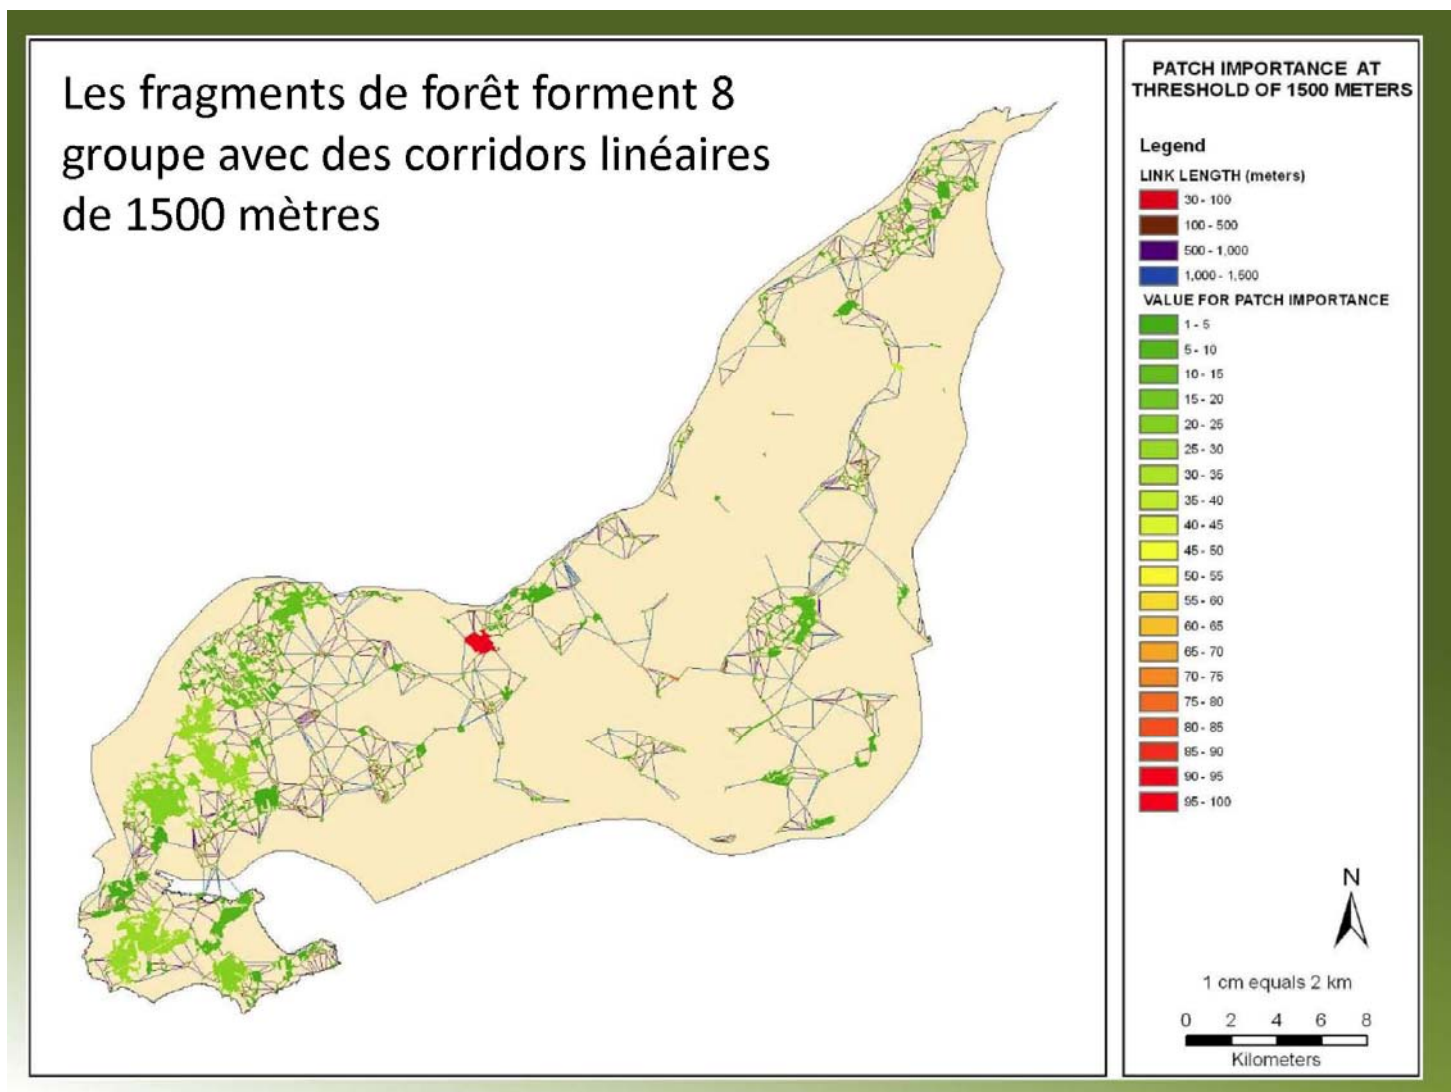 Les fragments de forêt forment 8
groupe avec des corridors linéaires
de 1500 mètres
PATCH IMPORTANCE AT
THRESHOLD OF 1500 METERS
Legend
LINK LENGTH (meters)
30 - 100
100 - 500
500 - 1,000
1,000 - 1,500
VALUE FOR PATCH IMPORTANCE
1 - 5
5 - 10
10 - 15
15 - 20
20 - 25
25 - 30
30 - 35
35 - 40
40 - 45
45 - 50
50 - 55
55 - 60
60 - 65
65 - 70
70 - 75
75 - 80
80 - 85
85 - 90
90 - 95
95 - 100
N
1 cm equals 2 km
0 2 4 6 8
Kilometers